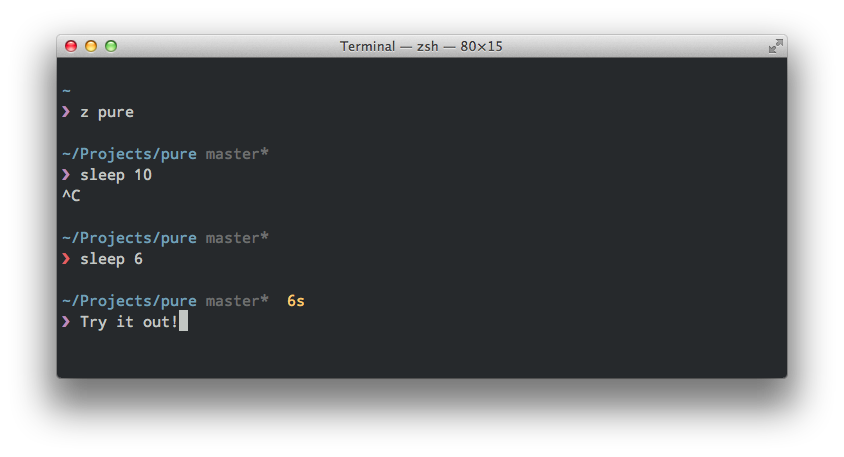 Terminal — zsh — 80×15
~
❯ z pure
~/Projects/pure master*
❯ sleep 10
^C
~/Projects/pure master*
❯ sleep 6
~/Projects/pure master* 6s
❯ Try it out!